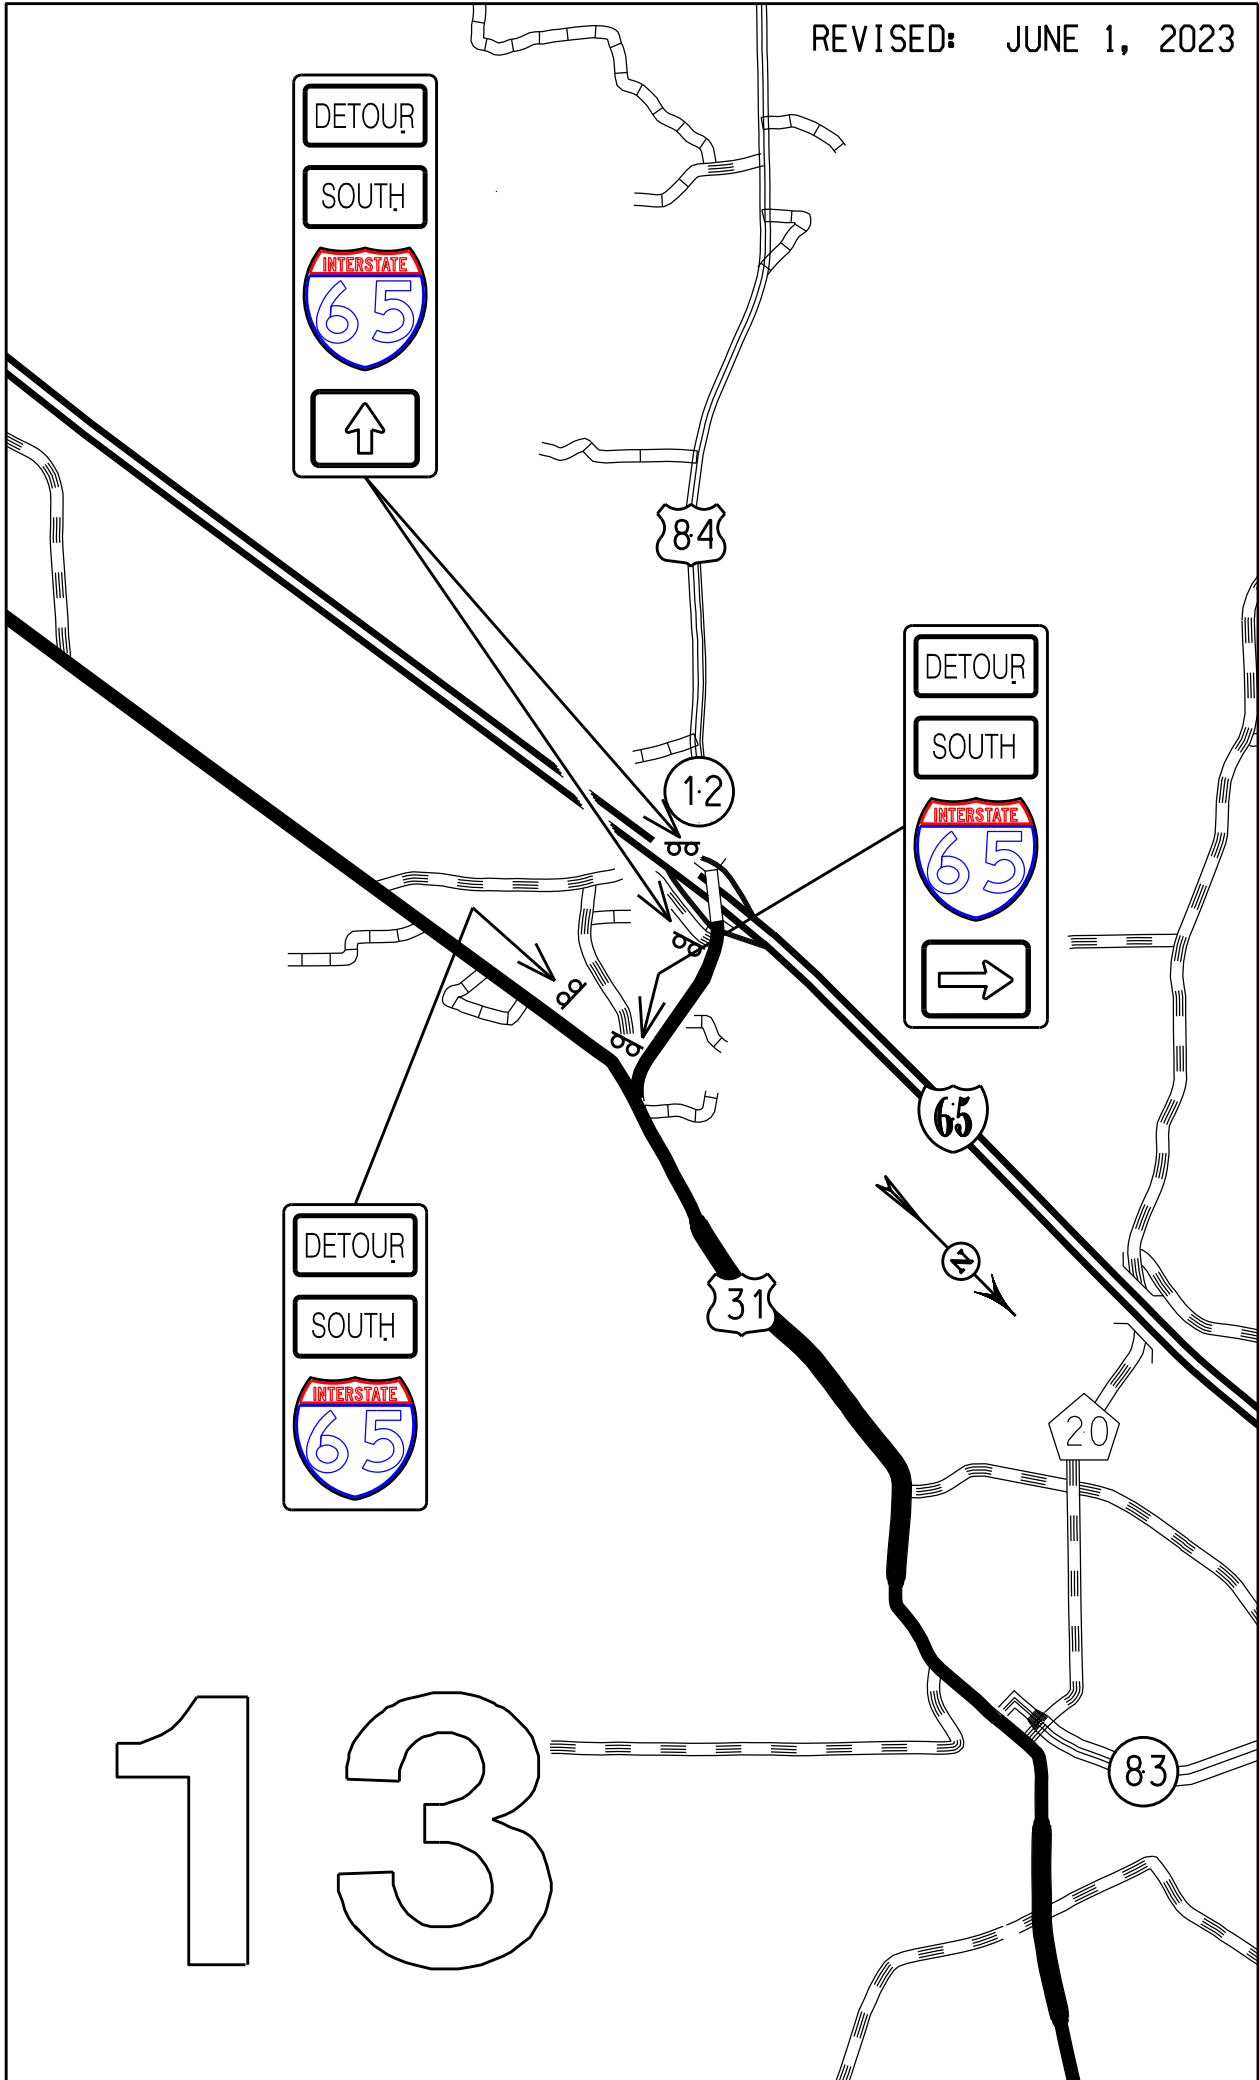 REVISED: JUNE 1, 2023
DETOUR
SOUTH
INTERSTATE
65
84
DETOUR
SOUTH
INTERSTATE
65
12
65
N
DETOUR
SOUTH
INTERSTATE
65
31
20
83
13